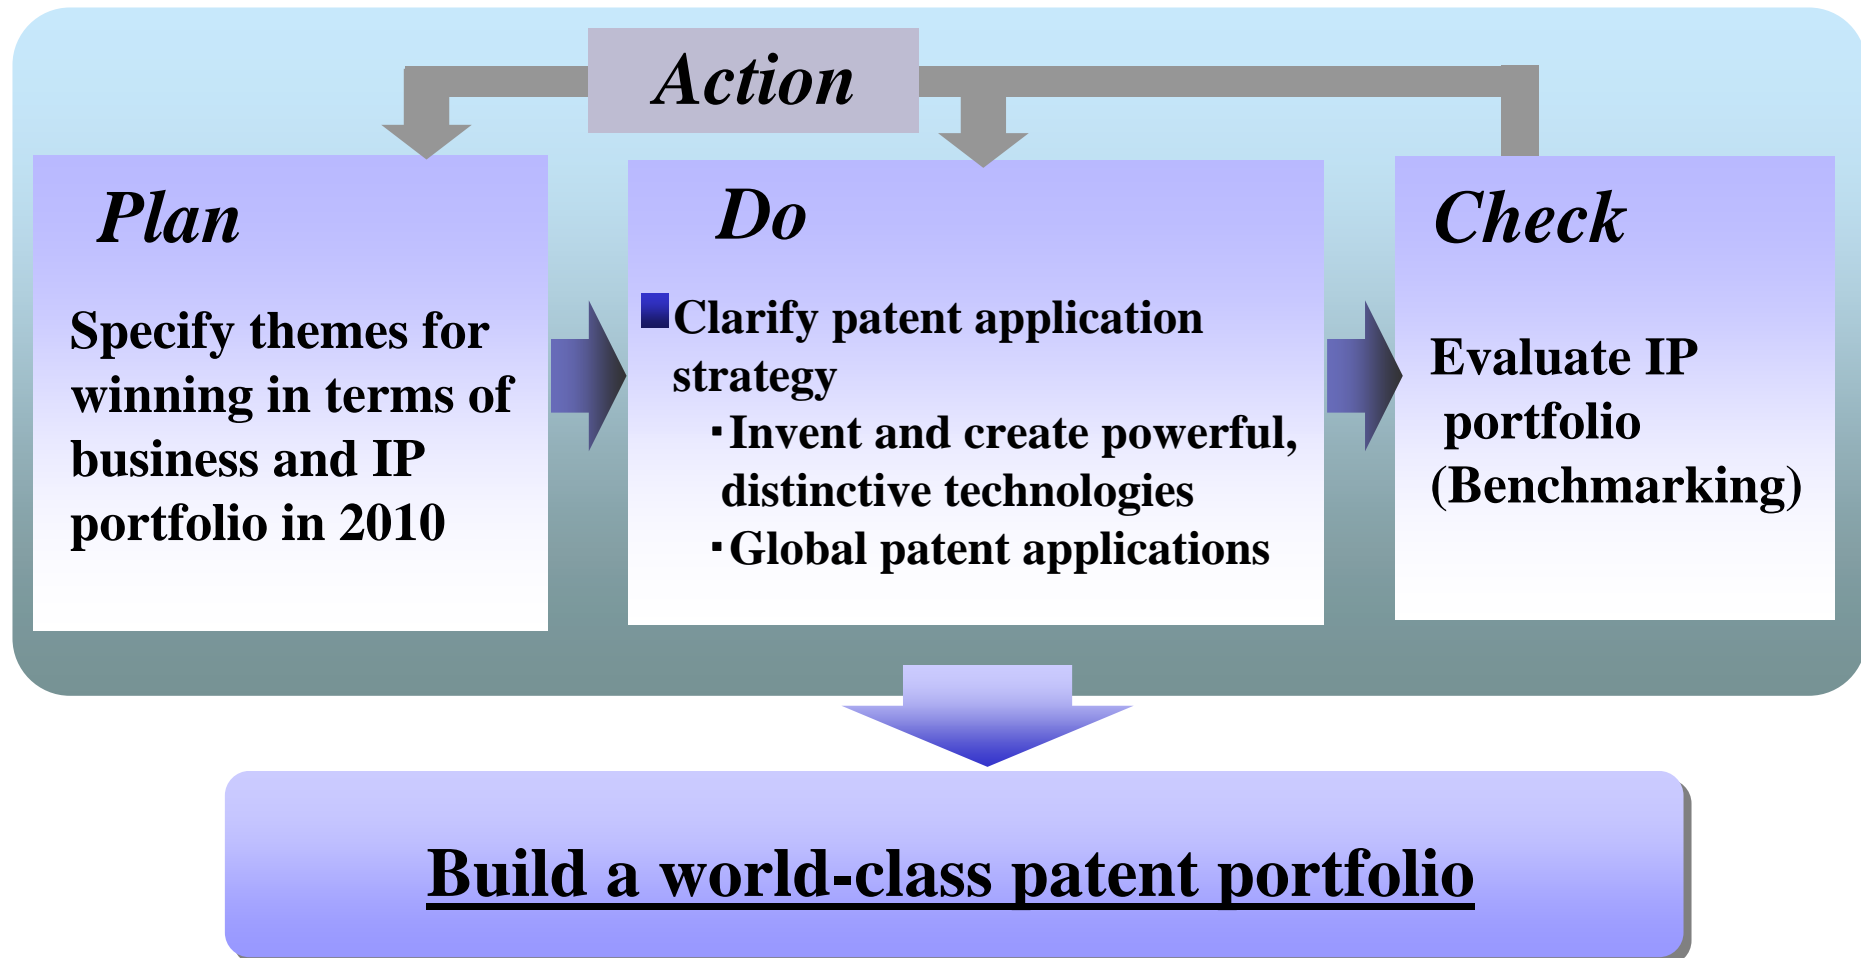 Action
Plan
Specify themes for
winning in terms of
business and IP
portfolio in 2010
Do
Clarify patent application
strategy
・Invent and create powerful,
distinctive technologies
・Global patent applications
Check
Evaluate IP
portfolio
(Benchmarking)
Build a world-class patent portfolio